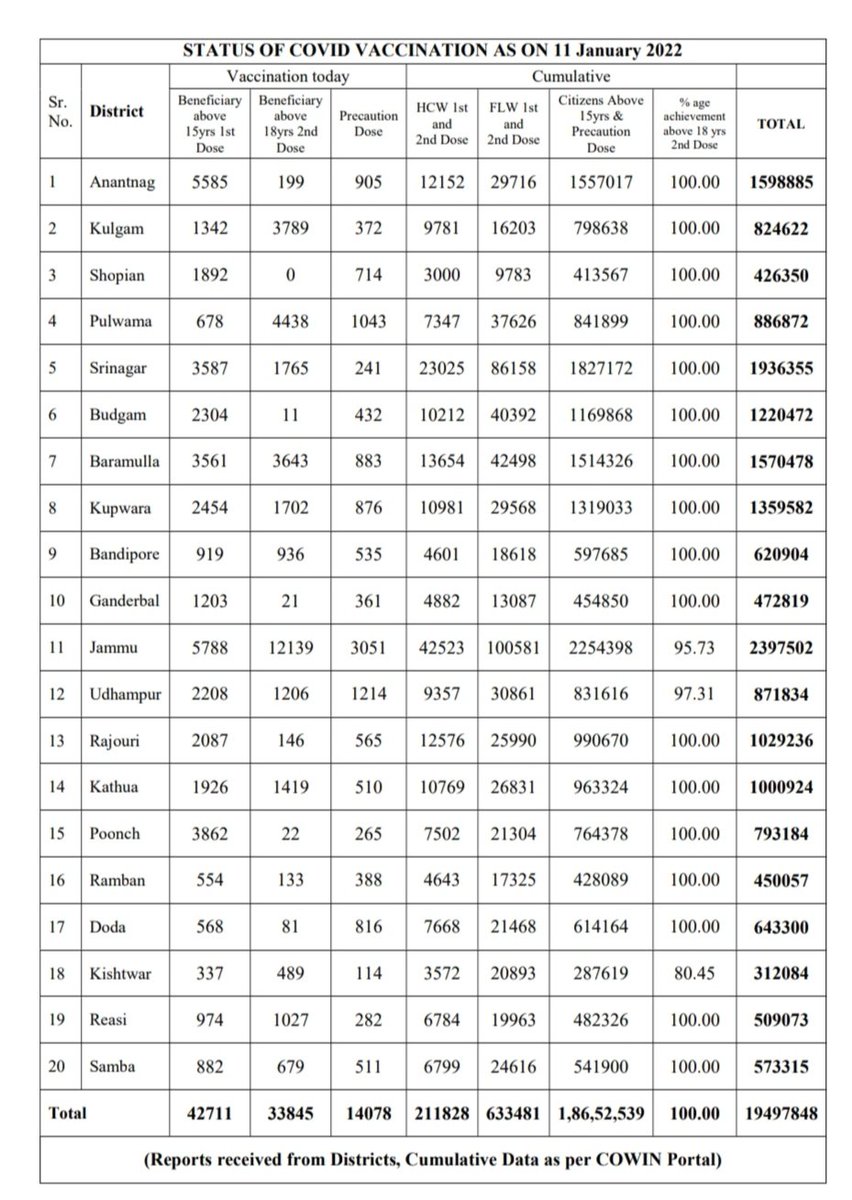 STATUS OF COVID VACCINATION AS ON 11 January 2022
Sr. No. District Vaccination today Cumulative
Beneficiary above 15yrs 1st Dose Beneficiary above 18yrs 2nd Dose Precaution Dose HCW 1st and 2nd Dose FLW 1st and 2nd Dose Citizens Above 15yrs & Precaution Dose % age achievement above 18 yrs 2nd Dose TOTAL
1 Anantnag 5585 199 905 12152 29716 1557017 100.00 1598885
2 Kulgam 1342 3789 372 9781 16203 798638 100.00 824622
3 Shopian 1892 0 714 3000 9783 413567 100.00 426350
4 Pulwama 678 4438 1043 7347 37626 841899 100.00 886872
5 Srinagar 3587 1765 241 23025 86158 1827172 100.00 1936355
6 Budgam 2304 11 432 10212 40392 1169868 100.00 1220472
7 Baramulla 3561 3643 883 13654 42498 1514326 100.00 1570478
8 Kupwara 2454 1702 876 10981 29568 1319033 100.00 1359582
9 Bandipore 919 936 535 4601 18618 597685 100.00 620904
10 Ganderbal 1203 21 361 4882 13087 454850 100.00 472819
11 Jammu 5788 12139 3051 42523 100581 2254398 95.73 2397502
12 Udhampur 2208 1206 1214 9357 30861 831616 97.31 871834
13 Rajouri 2087 146 565 12576 25990 990670 100.00 1029236
14 Kathua 1926 1419 510 10769 26831 963324 100.00 1000924
15 Poonch 3862 22 265 7502 21304 764378 100.00 793184
16 Ramban 554 133 388 4643 17325 428089 100.00 450057
17 Doda 568 81 816 7668 21468 614164 100.00 643300
18 Kishtwar 337 489 114 3572 20893 287619 80.45 312084
19 Reasi 974 1027 282 6784 19963 482326 100.00 509073
20 Samba 882 679 511 6799 24616 541900 100.00 573315
Total 42711 33845 14078 211828 633481 1,86,52,539 100.00 19497848
(Reports received from Districts, Cumulative Data as per COWIN Portal)